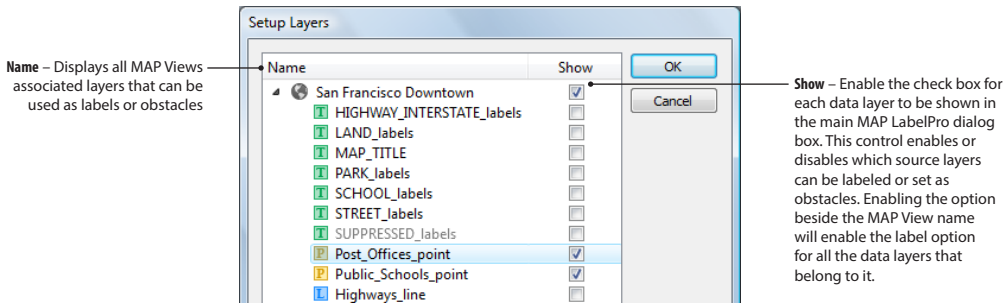 Setup Layers
Name – Displays all MAP Views
associated layers that can be
used as labels or obstacles
Name
Show
OK
Cancel
San Francisco Downtown
T HIGHWAY_INTERSTATE_labels
T LAND_labels
T MAP_TITLE
T PARK_labels
T SCHOOL_labels
T STREET_labels
T SUPPRESSED_labels
P Post_Offices_point
P Public_Schools_point
L Highways_line
Show – Enable the check box for
each data layer to be shown in
the main MAP LabelPro dialog
box. This control enables or
disables which source layers
can be labeled or set as
obstacles. Enabling the option
beside the MAP View name
will enable the label option
for all the data layers that
belong to it.